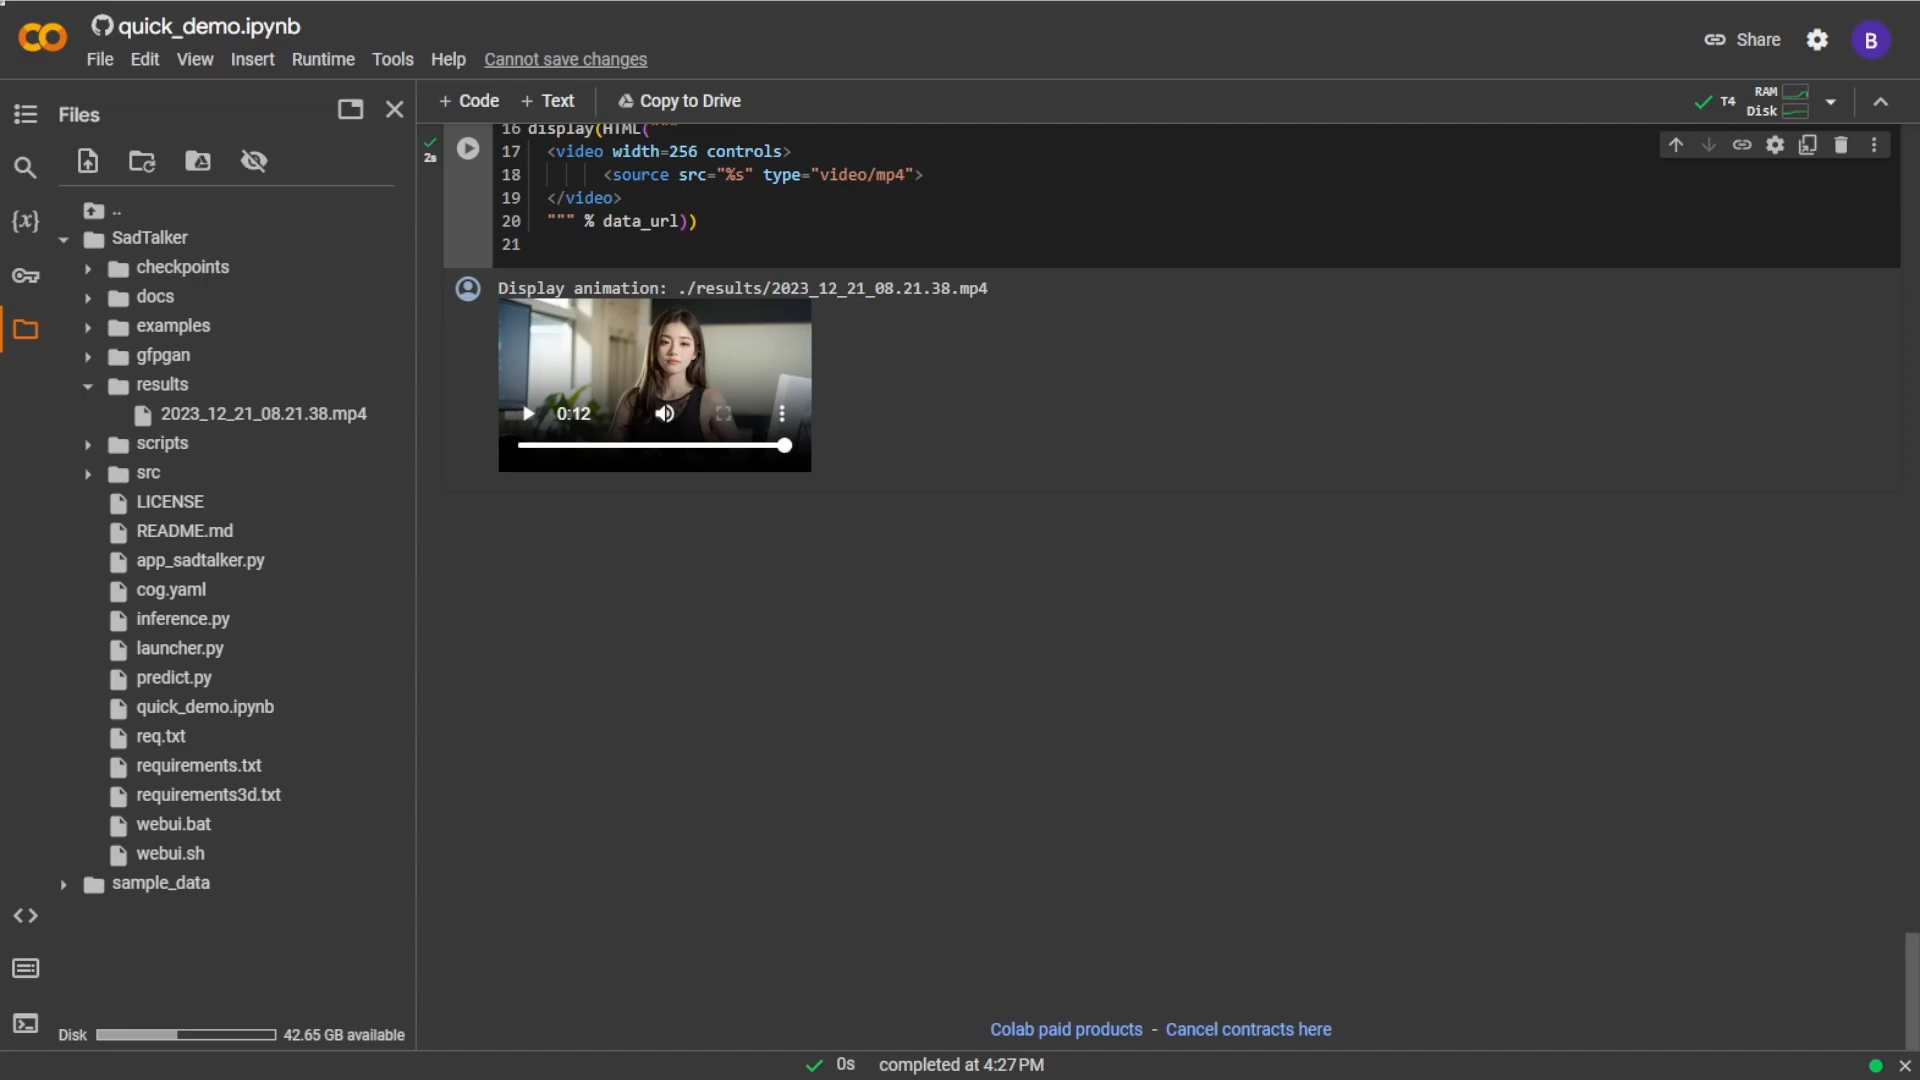 quick_demo.ipynb
File Edit View Insert Runtime Tools Help Cannot save changes
Share
B
Files
+ Code + Text Copy to Drive
T4 RAM Disk
..
SadTalker
checkpoints
docs
examples
gfpgan
results
2023_12_21_08.21.38.mp4
scripts
src
LICENSE
README.md
app_sadtalker.py
cog.yaml
inference.py
launcher.py
predict.py
quick_demo.ipynb
req.txt
requirements.txt
requirements3d.txt
webui.bat
webui.sh
sample_data
Disk 42.65 GB available
2s
16 display(HTML("""
17 <video width=256 controls>
18 <source src="%s" type="video/mp4">
19 </video>
20 """ % data_url))
21
Display animation: ./results/2023_12_21_08.21.38.mp4
0:12
Colab paid products - Cancel contracts here
0s completed at 4:27 PM